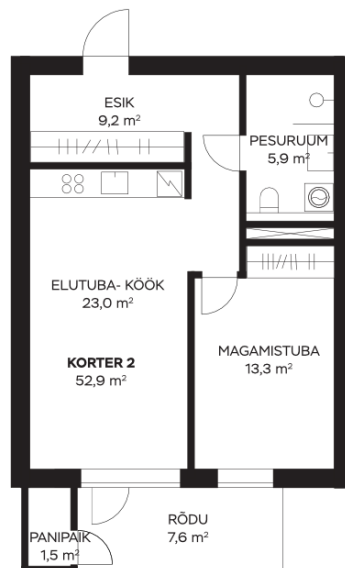 ESIK
9,2 m²
PESURUUM
5,9 m²
ELUTUBA- KÖÖK
23,0 m²
KORTER 2
52,9 m²
MAGAMISTUBA
13,3 m²
PANIPAIK
1,5 m²
RÕDU
7,6 m²